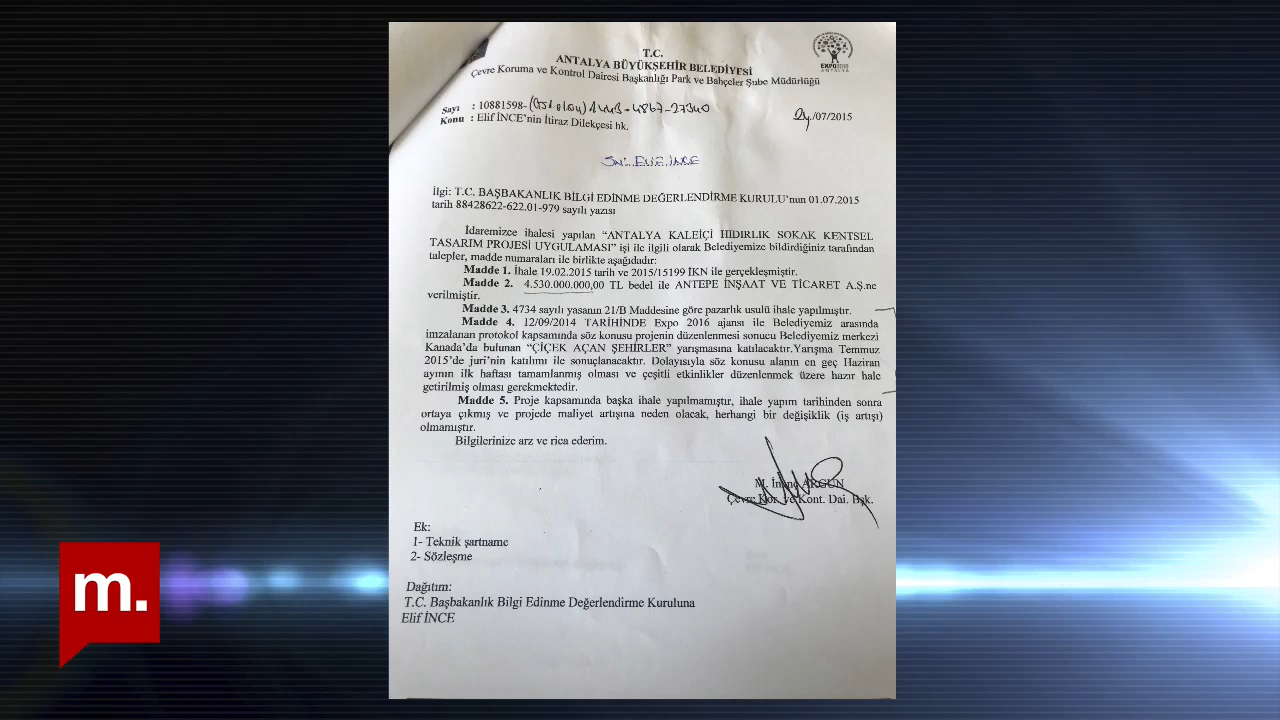 T.C.
ANTALYA BÜYÜKŞEHİR BELEDİYESİ
Çevre Koruma ve Kontrol Dairesi Başkanlığı Park ve Bahçeler Şube Müdürlüğü
EXPO2016
ANTALYA
Sayı : 10881598-
Konu : Elif İNCE'nin İtiraz Dilekçesi hk.
24/07/2015
Sn: ELİF İNCE
İlgi: T.C. BAŞBAKANLIK BİLGİ EDİNME DEĞERLENDİRME KURULU'nun 01.07.2015
tarih 88428622-622.01-979 sayılı yazısı
İdaremizce ihalesi yapılan "ANTALYA KALEİÇİ HIDIRLIK SOKAK KENTSEL
TASARIM PROJESİ UYGULAMASI" işi ile ilgili olarak Belediyemize bildirdiğiniz tarafından
talepler, madde numaraları ile birlikte aşağıdadır:
Madde 1. İhale 19.02.2015 tarih ve 2015/15199 İKN ile gerçekleşmiştir.
Madde 2. 4.530.000.000,00 TL bedel ile ANTEPE İNŞAAT VE TİCARET A.Ş.ne
verilmiştir.
Madde 3. 4734 sayılı yasanın 21/B Maddesine göre pazarlık usulü ihale yapılmıştır.
Madde 4. 12/09/2014 TARİHİNDE Expo 2016 ajansı ile Belediyemiz arasında
imzalanan protokol kapsamında söz konusu projenin düzenlenmesi sonucu Belediyemiz merkezi
Kanada'da bulunan "ÇİÇEK AÇAN ŞEHİRLER" yarışmasına katılacaktır.Yarışma Temmuz
2015'de juri'nin katılımı ile sonuçlanacaktır. Dolayısıyla söz konusu alanın en geç Haziran
ayının ilk haftası tamamlanmış olması ve çeşitli etkinlikler düzenlenmek üzere hazır hale
getirilmiş olması gerekmektedir.
Madde 5. Proje kapsamında başka ihale yapılmamıştır, ihale yapım tarihinden sonra
ortaya çıkmış ve projede maliyet artışına neden olacak, herhangi bir değişiklik (iş artışı)
olmamıştır.
Bilgilerinize arz ve rica ederim.
M. İnanç ARGUN
Çevre Kor. ve Kont. Dai. Bşk.
Ek:
1- Teknik şartname
2- Sözleşme
Dağıtım:
T.C. Başbakanlık Bilgi Edinme Değerlendirme Kuruluna
Elif İNCE
m.